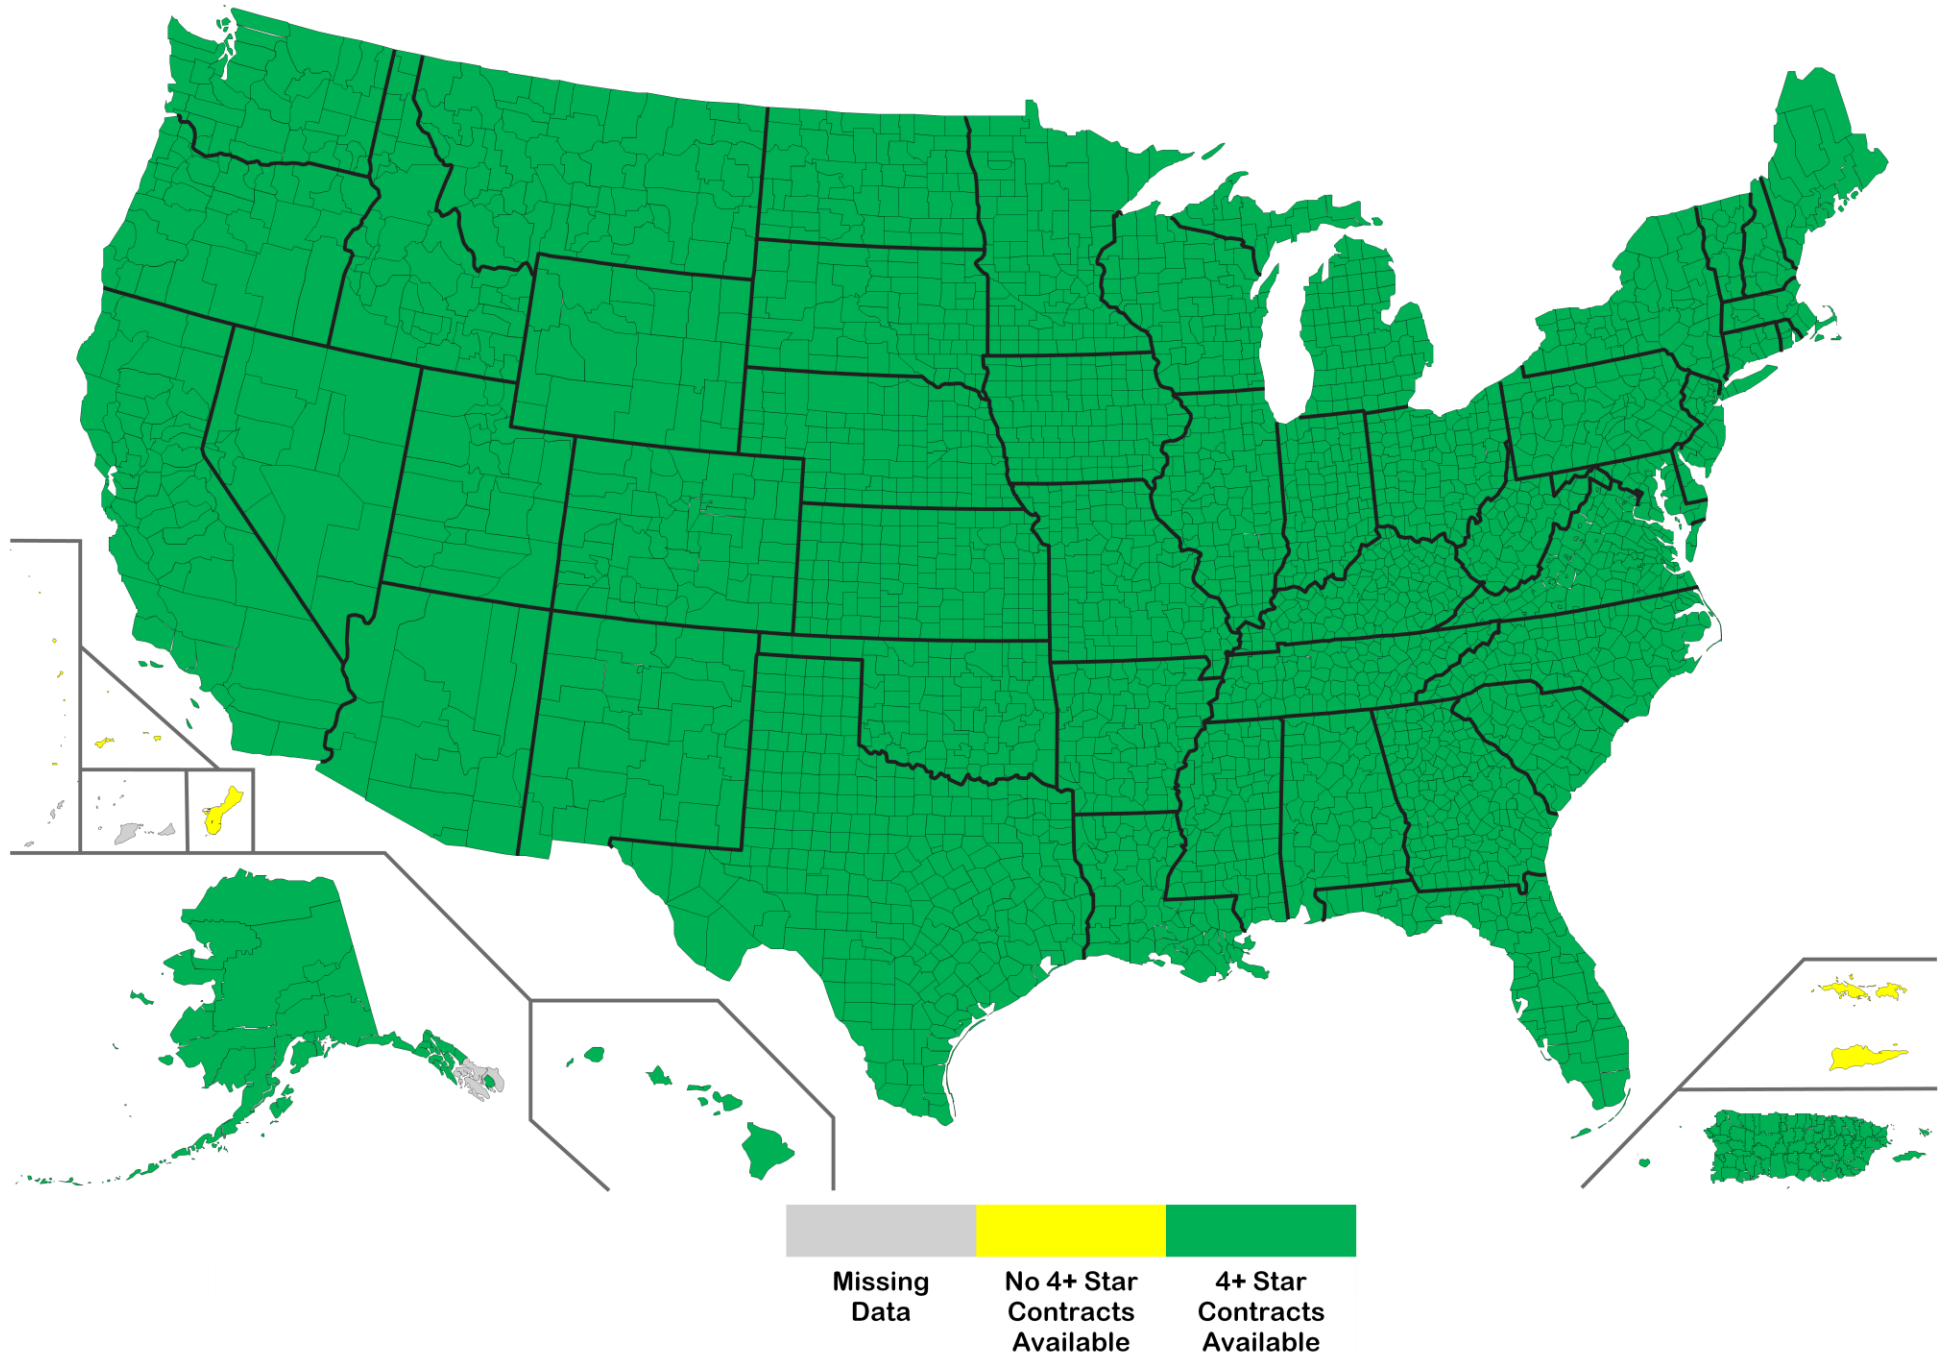 Missing
Data
No 4+ Star
Contracts
Available
4+ Star
Contracts
Available